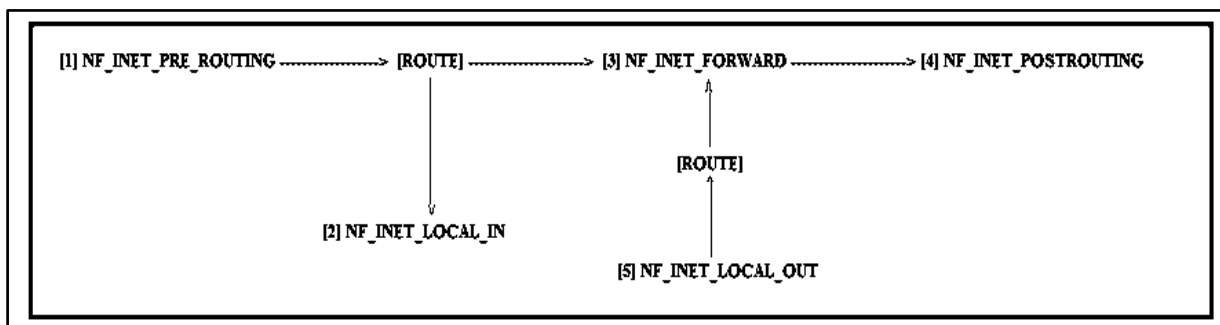 [1] NF_INET_PRE_ROUTING -----------------> [ROUTE] -----------------> [3] NF_INET_FORWARD -----------------> [4] NF_INET_POSTROUTING
[ROUTE]
[2] NF_INET_LOCAL_IN
[5] NF_INET_LOCAL_OUT